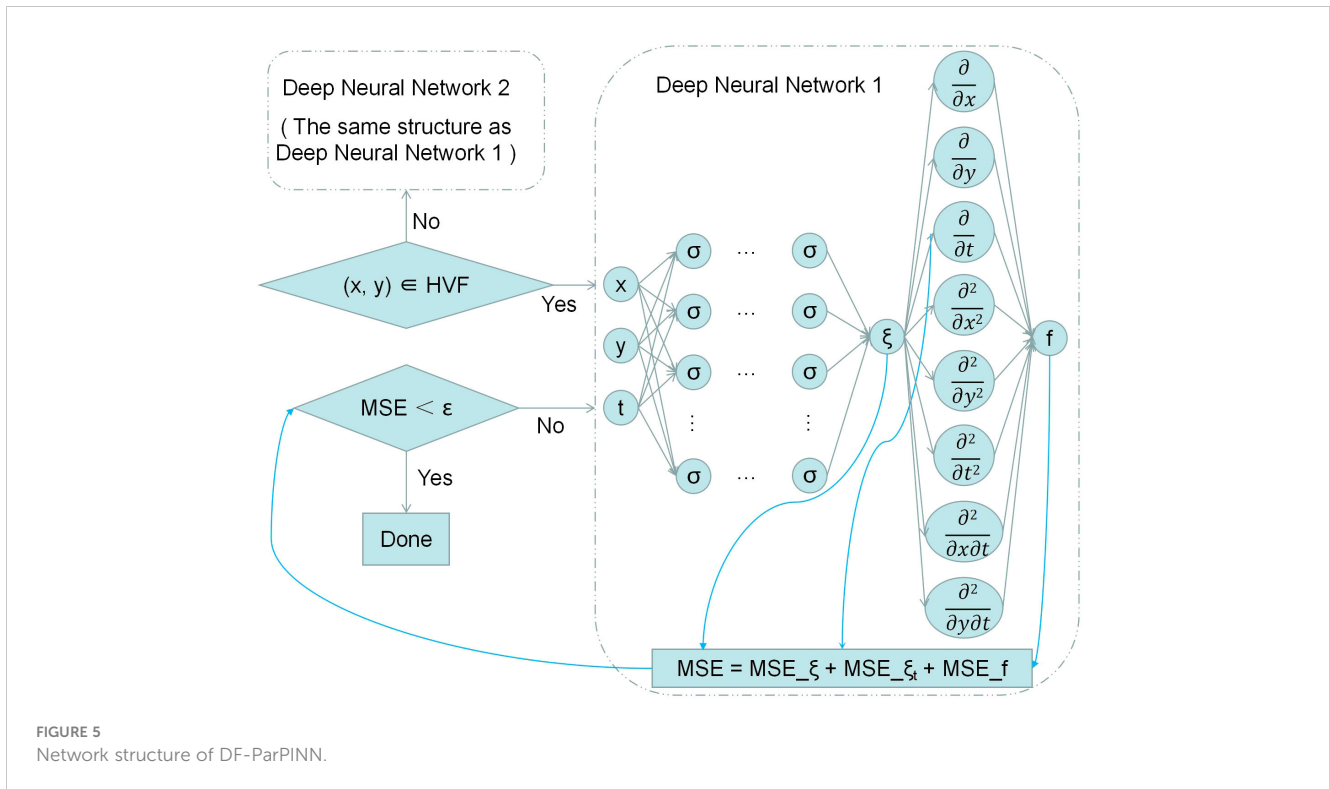 Deep Neural Network 2
( The same structure as
Deep Neural Network 1 )
No
(x, y) ∈ HVF
Yes
MSE < ε
No
Yes
Done
Deep Neural Network 1
x
y
t
σ ... σ
σ ... σ
σ ... σ
⋮ ⋮
σ ... σ
ξ
∂/∂x
∂/∂y
∂/∂t
∂²/∂x²
∂²/∂y²
∂²/∂t²
∂²/∂x∂t
∂²/∂y∂t
f
MSE = MSE_ξ + MSE_ξₜ + MSE_f
FIGURE 5
Network structure of DF-ParPINN.